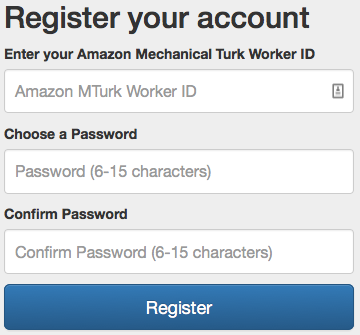 Register your account
Enter your Amazon Mechanical Turk Worker ID
Amazon MTurk Worker ID
Choose a Password
Password (6-15 characters)
Confirm Password
Confirm Password (6-15 characters)
Register